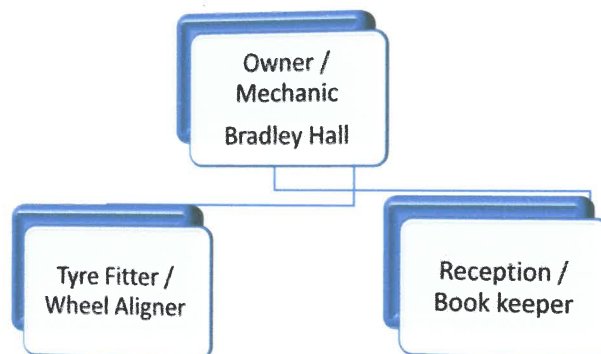 Owner /
Mechanic
Bradley Hall
Tyre Fitter /
Wheel Aligner
Reception /
Book keeper